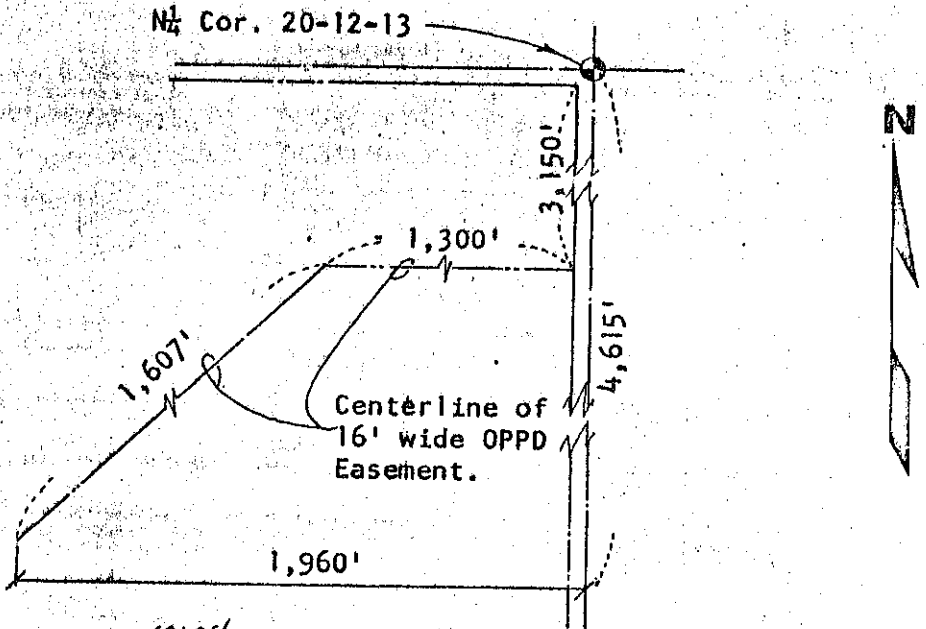 N¼ Cor. 20-12-13
N
3,150'
1,300'
4,615'
1,607'
Centerline of
16' wide OPPD
Easement.
1,960'